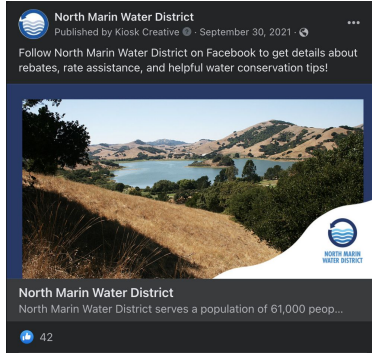 North Marin Water District
Published by Kiosk Creative · September 30, 2021 ·
Follow North Marin Water District on Facebook to get details about
rebates, rate assistance, and helpful water conservation tips!
NORTH MARIN
WATER DISTRICT
North Marin Water District
North Marin Water District serves a population of 61,000 peop...
42